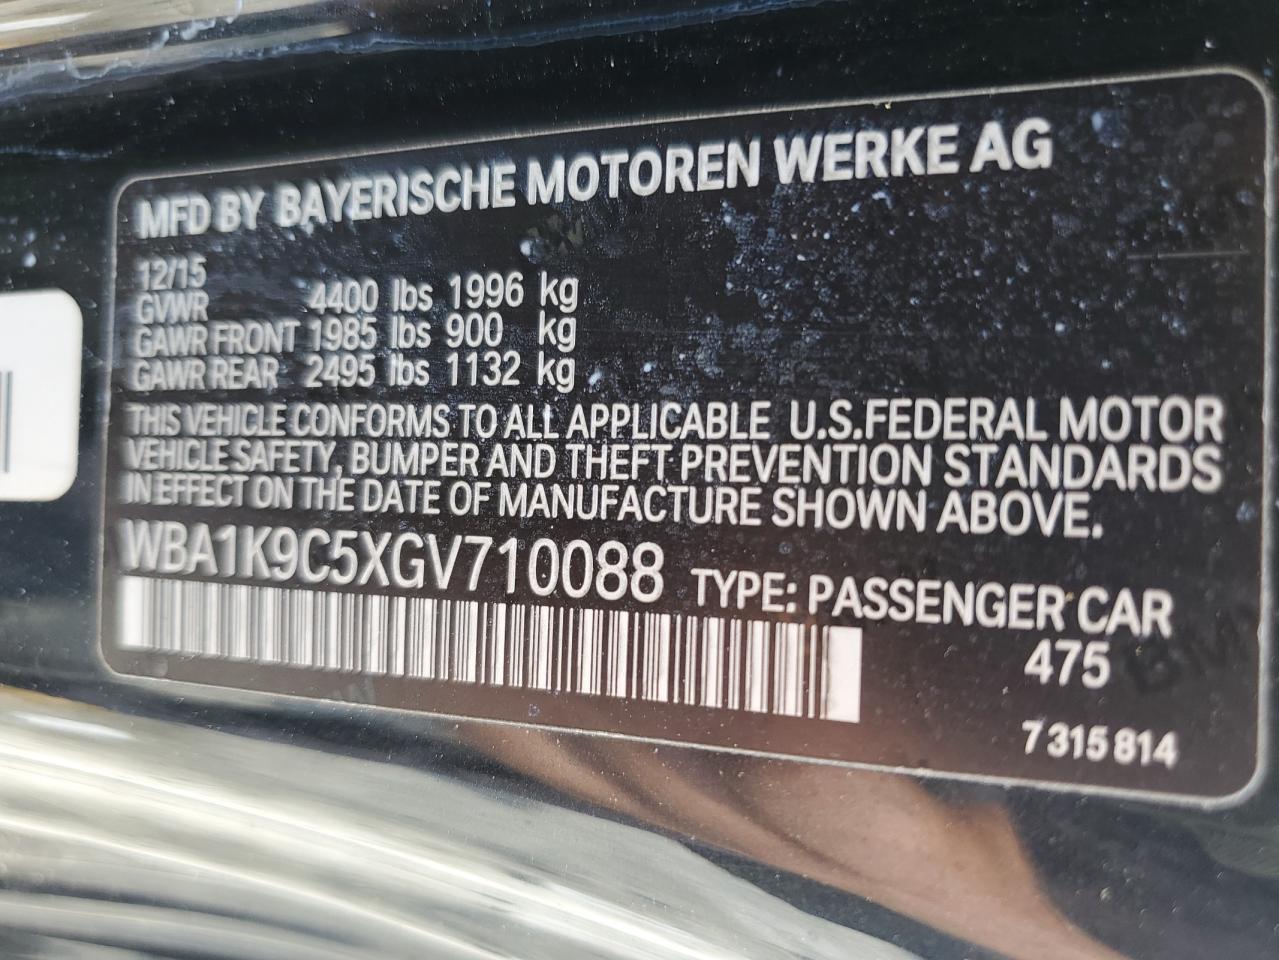 MFD BY BAYERISCHE MOTOREN WERKE AG
12/15
GVWR 4400 lbs 1996 kg
GAWR FRONT 1985 lbs 900 kg
GAWR REAR 2495 lbs 1132 kg
THIS VEHICLE CONFORMS TO ALL APPLICABLE U.S.FEDERAL MOTOR
VEHICLE SAFETY, BUMPER AND THEFT PREVENTION STANDARDS
IN EFFECT ON THE DATE OF MANUFACTURE SHOWN ABOVE.
WBA1K9C5XGV710088 TYPE: PASSENGER CAR
475
7 315 814